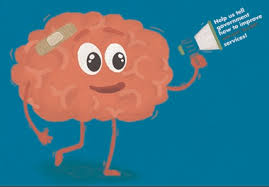 Help us tell
government
how to improve
services!